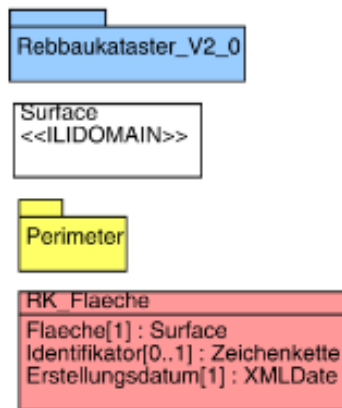 Rebbaukataster_V2_0
Surface
<<ILIDOMAIN>>
Perimeter
RK_Flaeche
Flaeche[1] : Surface
Identifikator[0..1] : Zeichenkette
Erstellungsdatum[1] : XMLDate